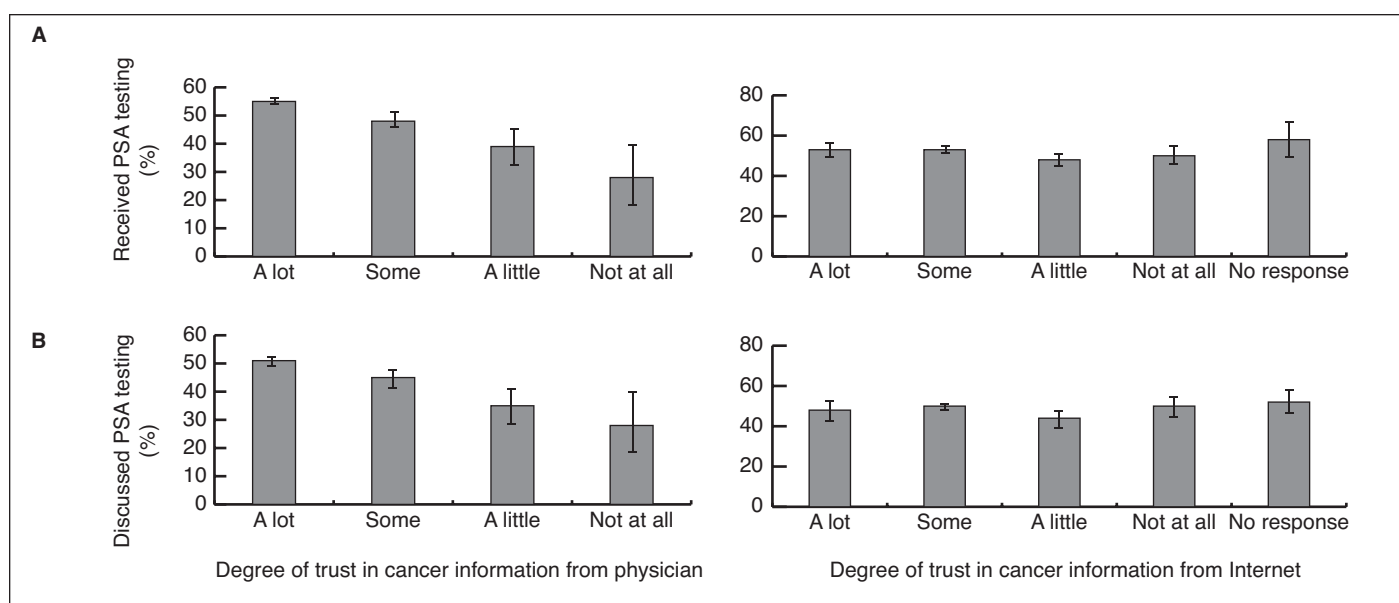 A
Received PSA testing
(%)
60
50
40
30
20
10
0
A lot Some A little Not at all
80
60
40
20
0
A lot Some A little Not at all No response
B
Discussed PSA testing
(%)
60
50
40
30
20
10
0
A lot Some A little Not at all
Degree of trust in cancer information from physician
80
60
40
20
0
A lot Some A little Not at all No response
Degree of trust in cancer information from Internet